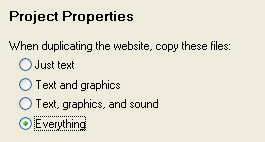 Project Properties
When duplicating the website, copy these files:
Just text
Text and graphics
Text, graphics, and sound
Everything